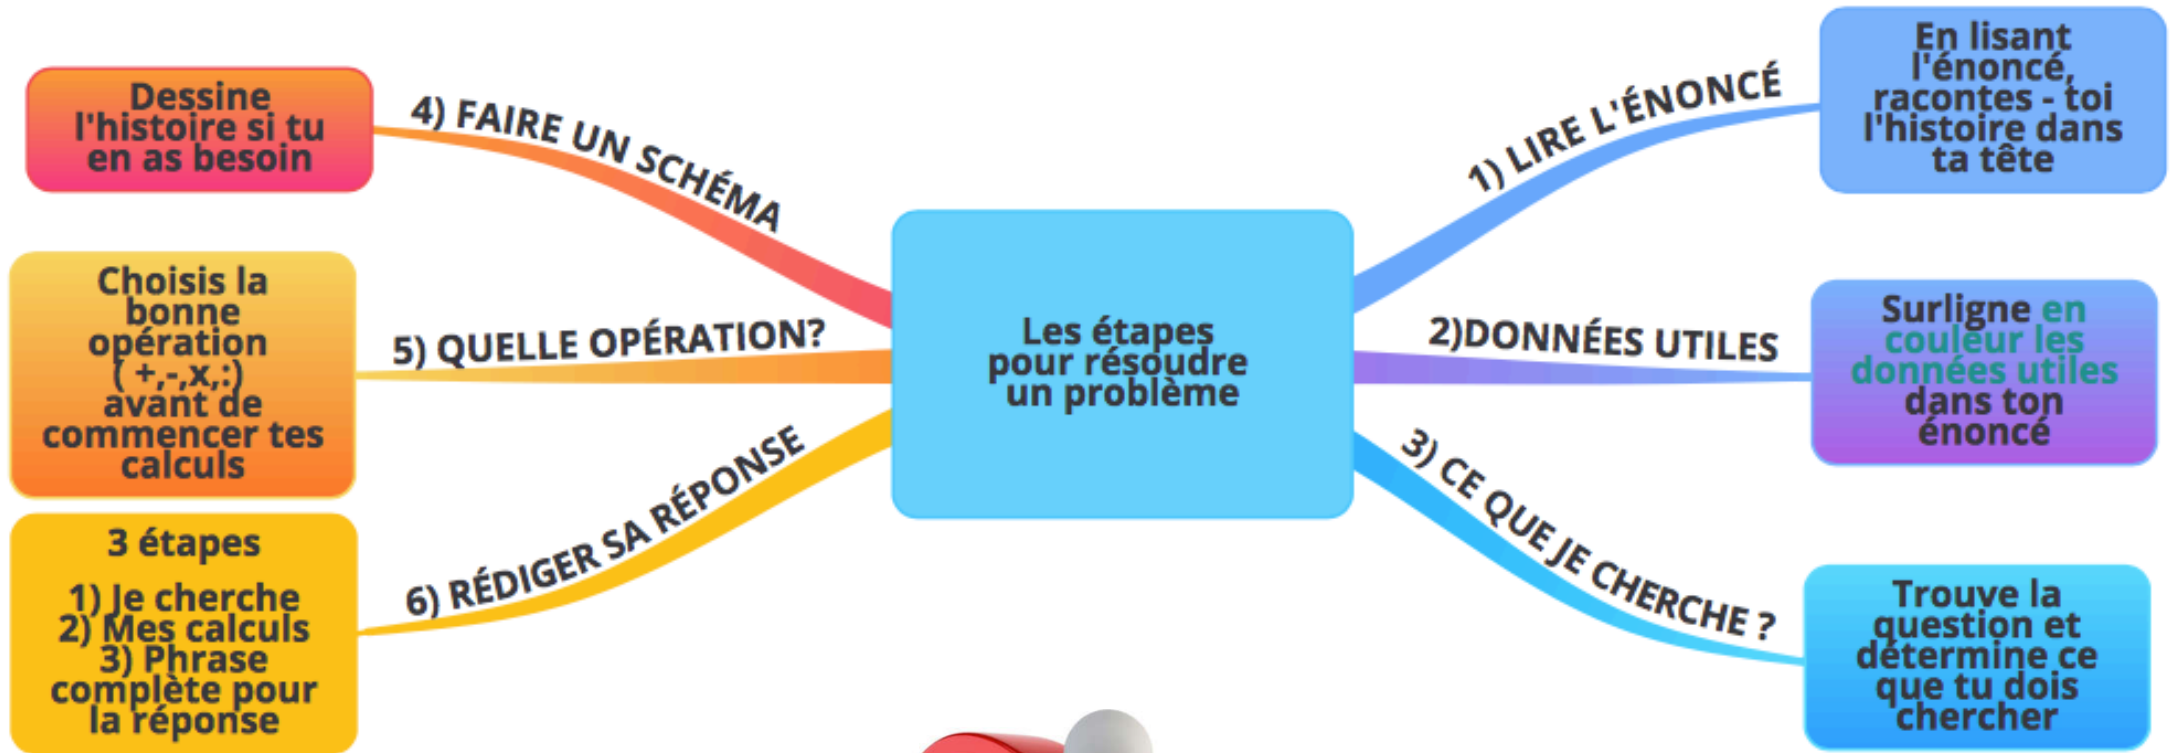 Les étapes
pour résoudre
un problème
1) LIRE L'ÉNONCÉ
En lisant
l'énoncé,
racontes - toi
l'histoire dans
ta tête
2)DONNÉES UTILES
Surligne en
couleur les
données utiles
dans ton
énoncé
3) CE QUE JE CHERCHE ?
Trouve la
question et
détermine ce
que tu dois
chercher
4) FAIRE UN SCHÉMA
Dessine
l'histoire si tu
en as besoin
5) QUELLE OPÉRATION?
Choisis la
bonne
opération
( +,-,x,:)
avant de
commencer tes
calculs
6) RÉDIGER SA RÉPONSE
3 étapes
1) Je cherche
2) Mes calculs
3) Phrase
complète pour
la réponse